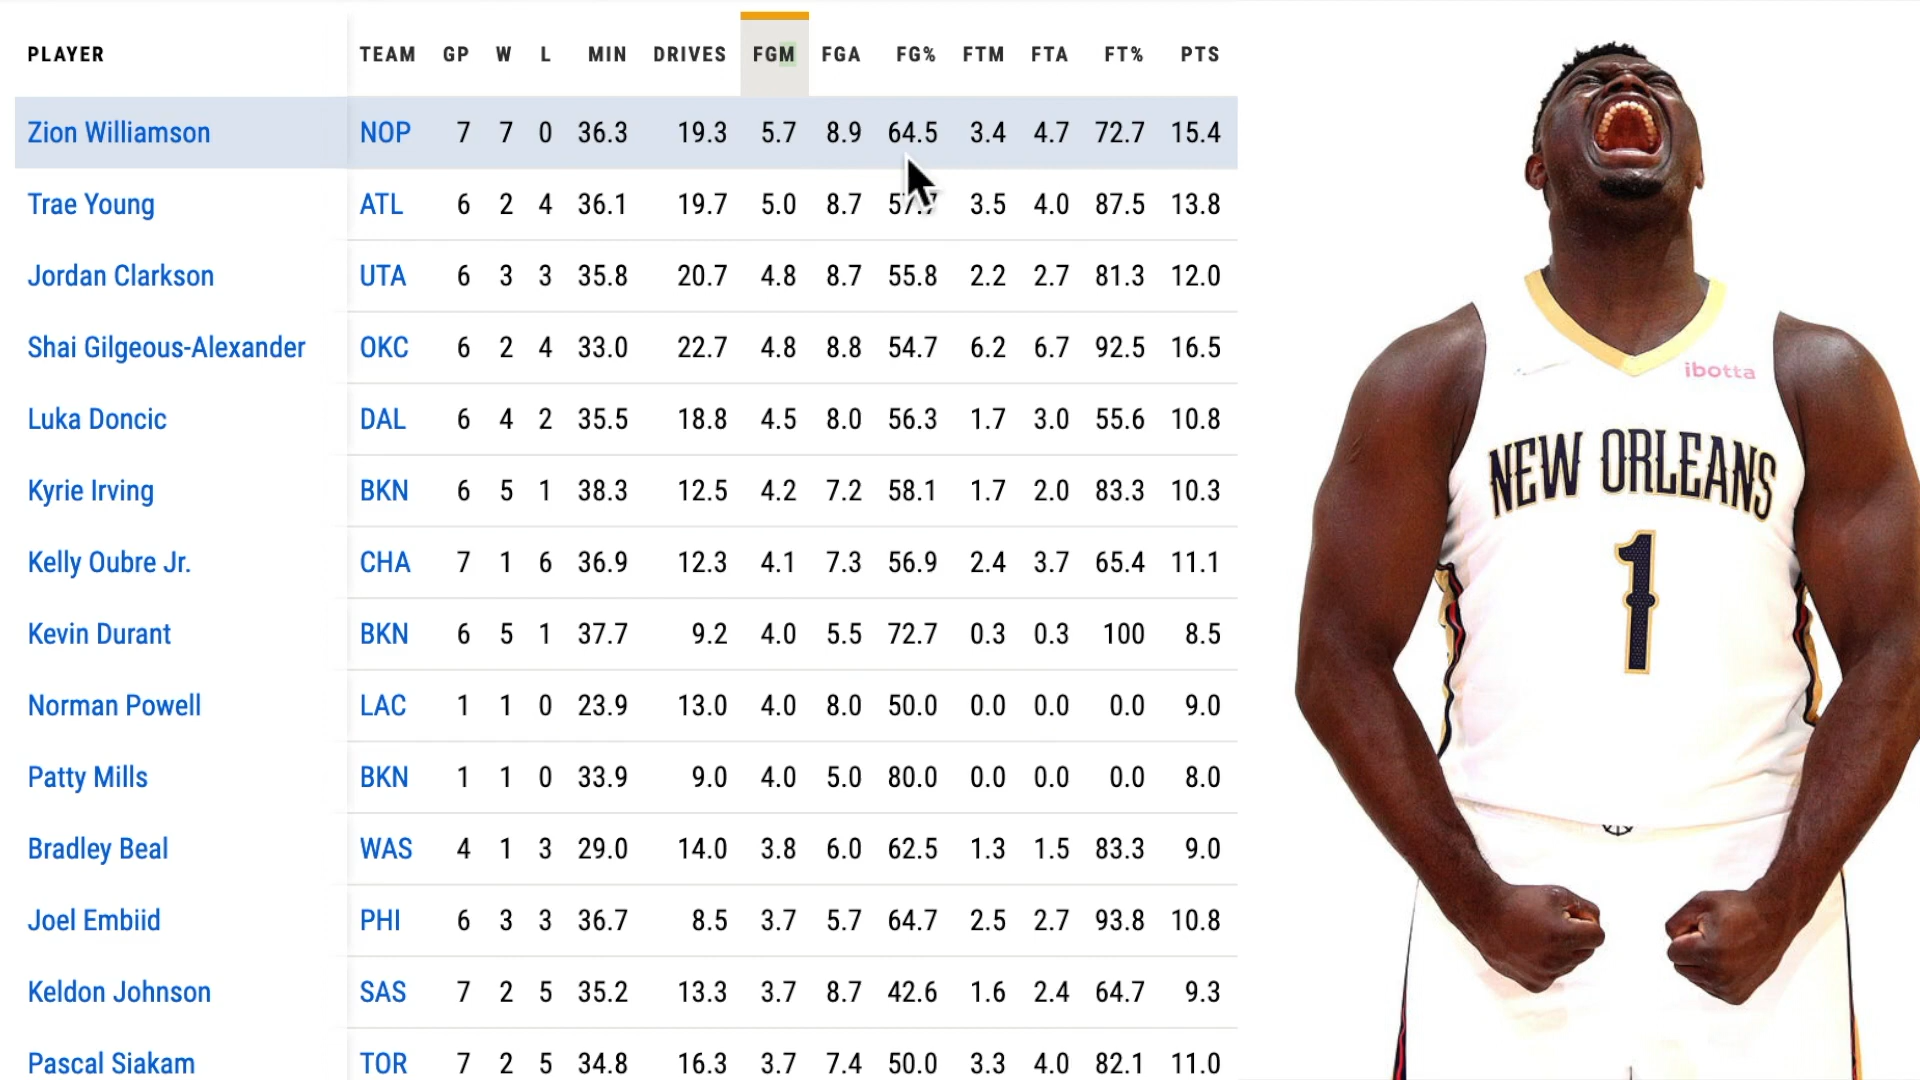 PLAYER TEAM GP W L MIN DRIVES FGM FGA FG% FTM FTA FT% PTS
Zion Williamson NOP 7 7 0 36.3 19.3 5.7 8.9 64.5 3.4 4.7 72.7 15.4
Trae Young ATL 6 2 4 36.1 19.7 5.0 8.7 3.5 4.0 87.5 13.8
Jordan Clarkson UTA 6 3 3 35.8 20.7 4.8 8.7 55.8 2.2 2.7 81.3 12.0
Shai Gilgeous-Alexander OKC 6 2 4 33.0 22.7 4.8 8.8 54.7 6.2 6.7 92.5 16.5
Luka Doncic DAL 6 4 2 35.5 18.8 4.5 8.0 56.3 1.7 3.0 55.6 10.8
Kyrie Irving BKN 6 5 1 38.3 12.5 4.2 7.2 58.1 1.7 2.0 83.3 10.3
Kelly Oubre Jr. CHA 7 1 6 36.9 12.3 4.1 7.3 56.9 2.4 3.7 65.4 11.1
Kevin Durant BKN 6 5 1 37.7 9.2 4.0 5.5 72.7 0.3 0.3 100 8.5
Norman Powell LAC 1 1 0 23.9 13.0 4.0 8.0 50.0 0.0 0.0 0.0 9.0
Patty Mills BKN 1 1 0 33.9 9.0 4.0 5.0 80.0 0.0 0.0 0.0 8.0
Bradley Beal WAS 4 1 3 29.0 14.0 3.8 6.0 62.5 1.3 1.5 83.3 9.0
Joel Embiid PHI 6 3 3 36.7 8.5 3.7 5.7 64.7 2.5 2.7 93.8 10.8
Keldon Johnson SAS 7 2 5 35.2 13.3 3.7 8.7 42.6 1.6 2.4 64.7 9.3
Pascal Siakam TOR 7 2 5 34.8 16.3 3.7 7.4 50.0 3.3 4.0 82.1 11.0
ibotta
NEW ORLEANS
1